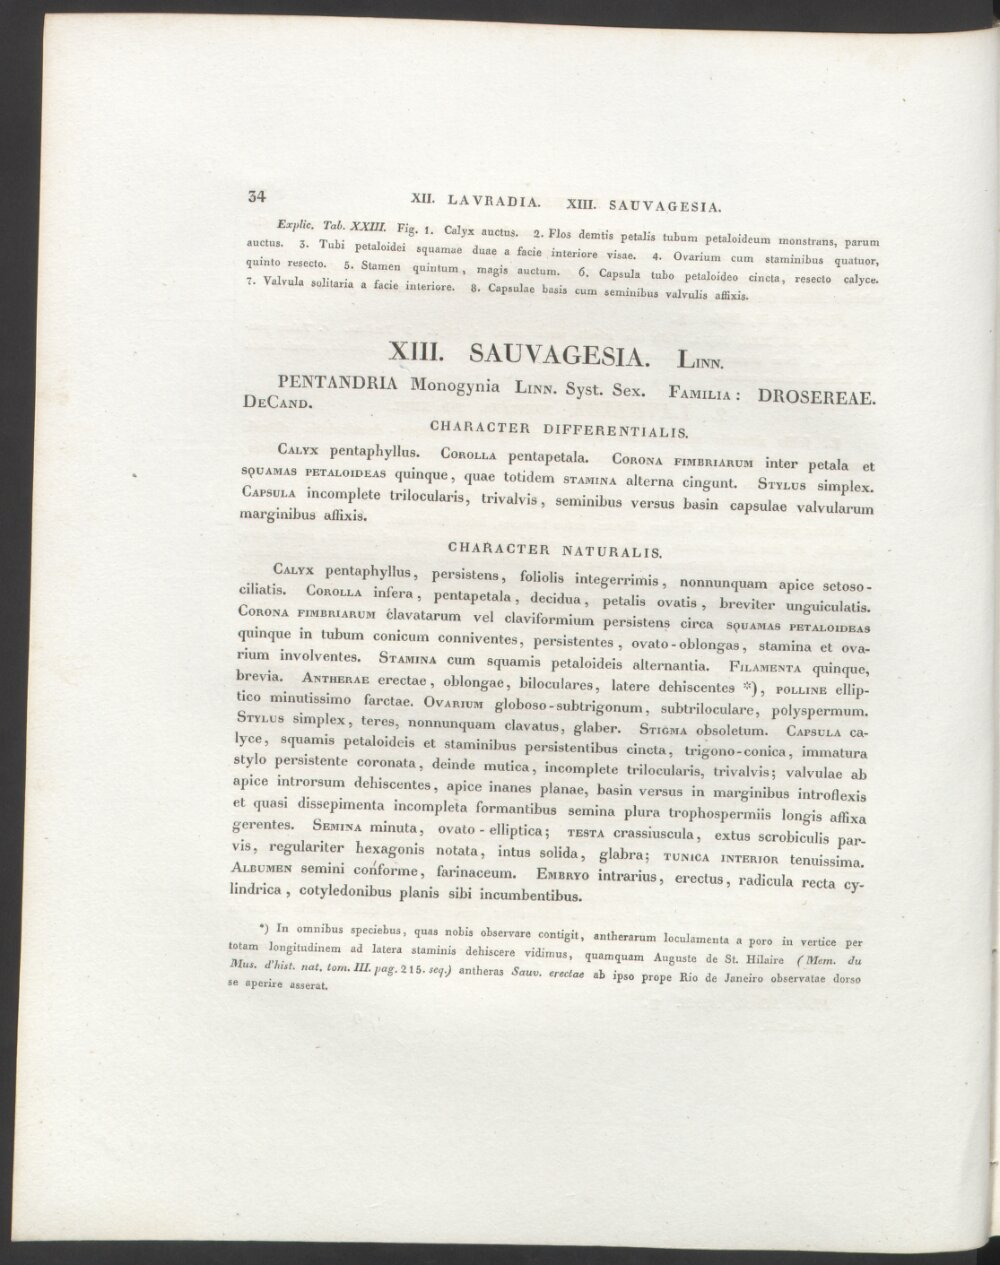 34
XII. LAVRADIA. XIII. SAUVAGESIA.
Explic. Tab. XXIII. Fig. 1. Calyx auctus. 2. Flos demtis petalis tubum petaloideum monstrans, parum
auctus. 3. Tubi petaloidei squamae duae a facie interiore visae. 4. Ovarium cum staminibus quatuor,
quinto resecto. 5. Stamen quintum, magis auctum. 6. Capsula tubo petaloideo cincta, resecto calyce.
7. Valvula solitaria a facie interiore. 8. Capsulae basis cum seminibus valvulis affixis.
XIII. SAUVAGESIA. LINN.
PENTANDRIA Monogynia LINN. Syst. Sex. FAMILIA: DROSEREAE.
DECAND.
CHARACTER DIFFERENTIALIS.
CALYX pentaphyllus. COROLLA pentapetala. CORONA FIMBRIARUM inter petala et
SQUAMAS PETALOIDEAS quinque, quae totidem STAMINA alterna cingunt. STYLUS simplex.
CAPSULA incomplete trilocularis, trivalvis, seminibus versus basin capsulae valvularum
marginibus affixis.
CHARACTER NATURALIS.
CALYX pentaphyllus, persistens, foliolis integerrimis, nonnunquam apice setoso-
ciliatis. COROLLA infera, pentapetala, decidua, petalis ovatis, breviter unguiculatis.
CORONA FIMBRIARUM clavatarum vel claviformium persistens circa SQUAMAS PETALOIDEAS
quinque in tubum conicum conniventes, persistentes, ovato-oblongas, stamina et ova-
rium involventes. STAMINA cum squamis petaloideis alternantia. FILAMENTA quinque,
brevia. ANTHERAE erectae, oblongae, biloculares, latere dehiscentes *), POLLINE ellip-
tico minutissimo farctae. OVARIUM globoso-subtrigonum, subtriloculare, polyspermum.
STYLUS simplex, teres, nonnunquam clavatus, glaber. STIGMA obsoletum. CAPSULA ca-
lyce, squamis petaloideis et staminibus persistentibus cincta, trigono-conica, immatura
stylo persistente coronata, deinde mutica, incomplete trilocularis, trivalvis; valvulae ab
apice introrsum dehiscentes, apice inanes planae, basin versus in marginibus introflexis
et quasi dissepimenta incompleta formantibus semina plura trophospermiis longis affixa
gerentes. SEMINA minuta, ovato-elliptica; TESTA crassiuscula, extus scrobiculis par-
vis, regulariter hexagonis notata, intus solida, glabra; TUNICA INTERIOR tenuissima.
ALBUMEN semini conforme, farinaceum. EMBRYO intrarius, erectus, radicula recta cy-
lindrica, cotyledonibus planis sibi incumbentibus.
*) In omnibus speciebus, quas nobis observare contigit, antherarum loculamenta a poro in vertice per
totam longitudinem ad latera staminis dehiscere vidimus, quamquam Auguste de St. Hilaire (Mem. du
Mus. d'hist. nat. tom. III. pag. 215. seq.) antheras Sauv. erectae ab ipso prope Rio de Janeiro observatae dorso
se aperire asserat.